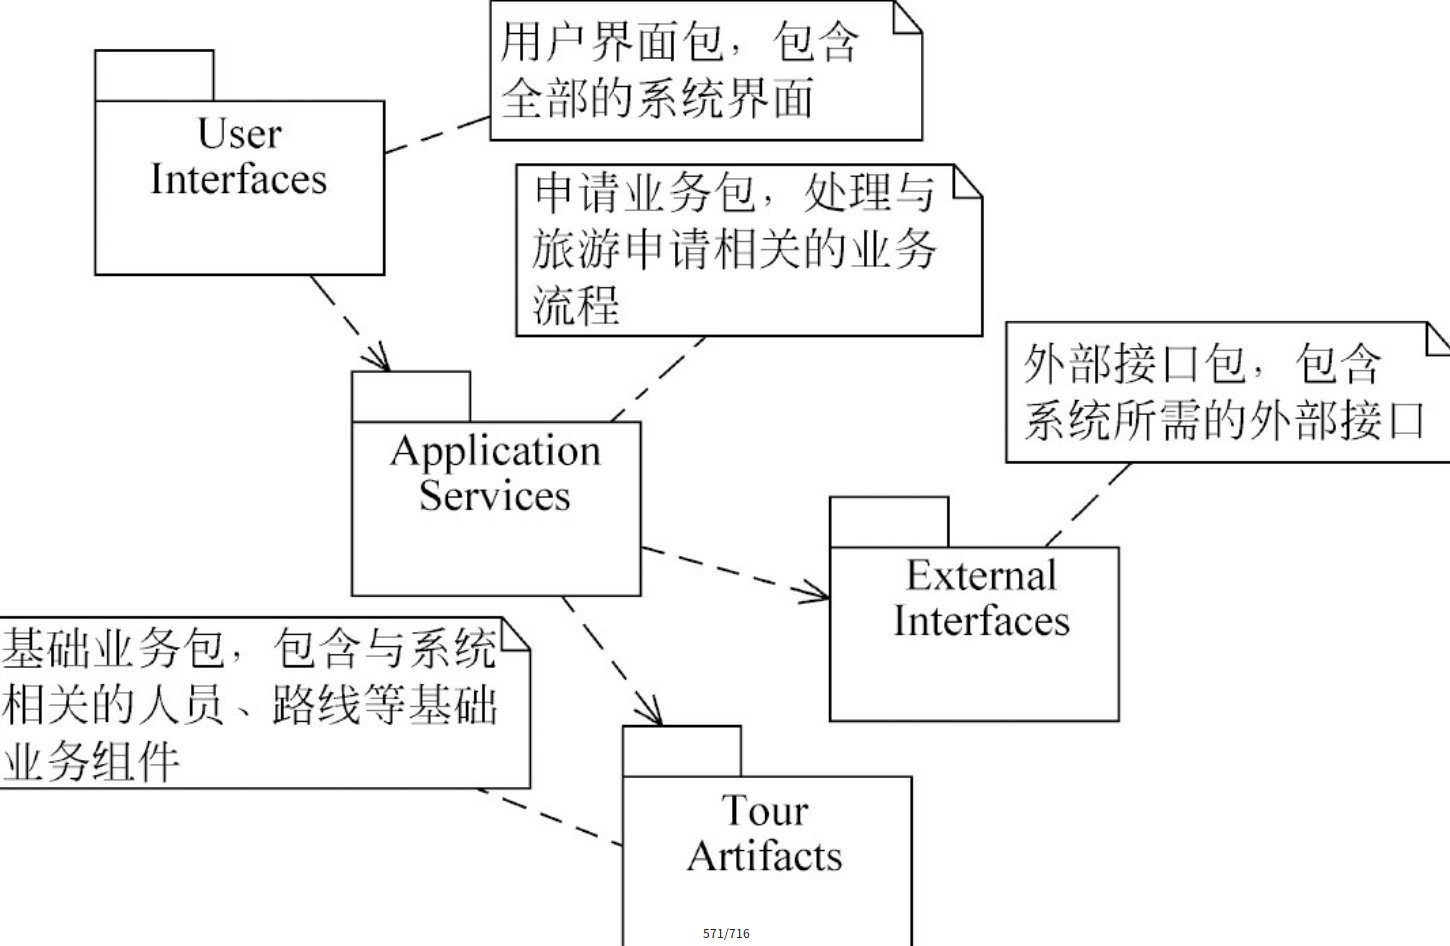 用户界面包，包含
全部的系统界面
User
Interfaces
申请业务包，处理与
旅游申请相关的业务
流程
外部接口包，包含
系统所需的外部接口
Application
Services
External
Interfaces
基础业务包，包含与系统
相关的人员、路线等基础
业务组件
Tour
Artifacts
571/716